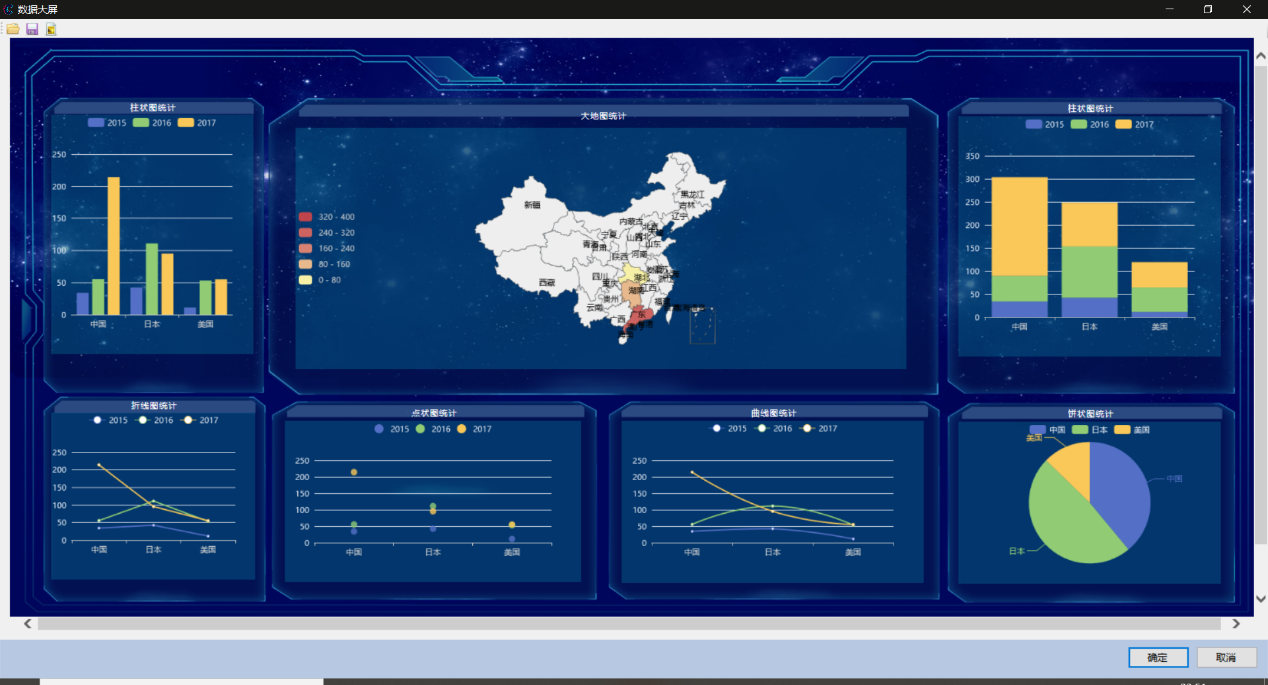 数据大屏
柱状图统计
2015 2016 2017
250
200
150
100
50
0
中国 日本 美国
大地图统计
320 - 400
240 - 320
160 - 240
80 - 160
0 - 80
黑龙江
吉林
辽宁
新疆
内蒙古
北京
宁夏
山西
山东
青海
陕西
河南
西藏
四川
重庆
湖北
湖南
江西
贵州
云南
广西
广东
福建
柱状图统计
2015 2016 2017
350
300
250
200
150
100
50
0
中国 日本 美国
折线图统计
2015 2016 2017
250
200
150
100
50
0
中国 日本 美国
点状图统计
2015 2016 2017
250
200
150
100
50
0
中国 日本 美国
曲线图统计
2015 2016 2017
250
200
150
100
50
0
中国 日本 美国
饼状图统计
中国 日本 美国
美国
中国
日本
确定 取消